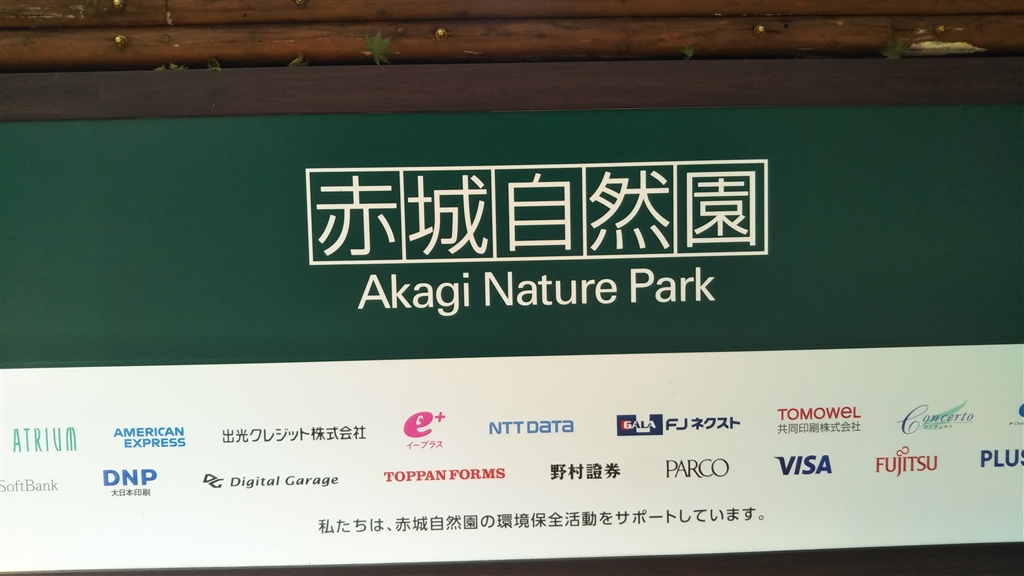 赤城自然園
Akagi Nature Park
ATRIUM AMERICAN EXPRESS 出光クレジット株式会社 e+ イープラス NTT DATA GALA FJネクスト TOMOWEL 共同印刷株式会社 Concerto
SoftBank DNP 大日本印刷 DG Digital Garage TOPPAN FORMS 野村證券 PARCO VISA FUJITSU PLUS
私たちは、赤城自然園の環境保全活動をサポートしています。